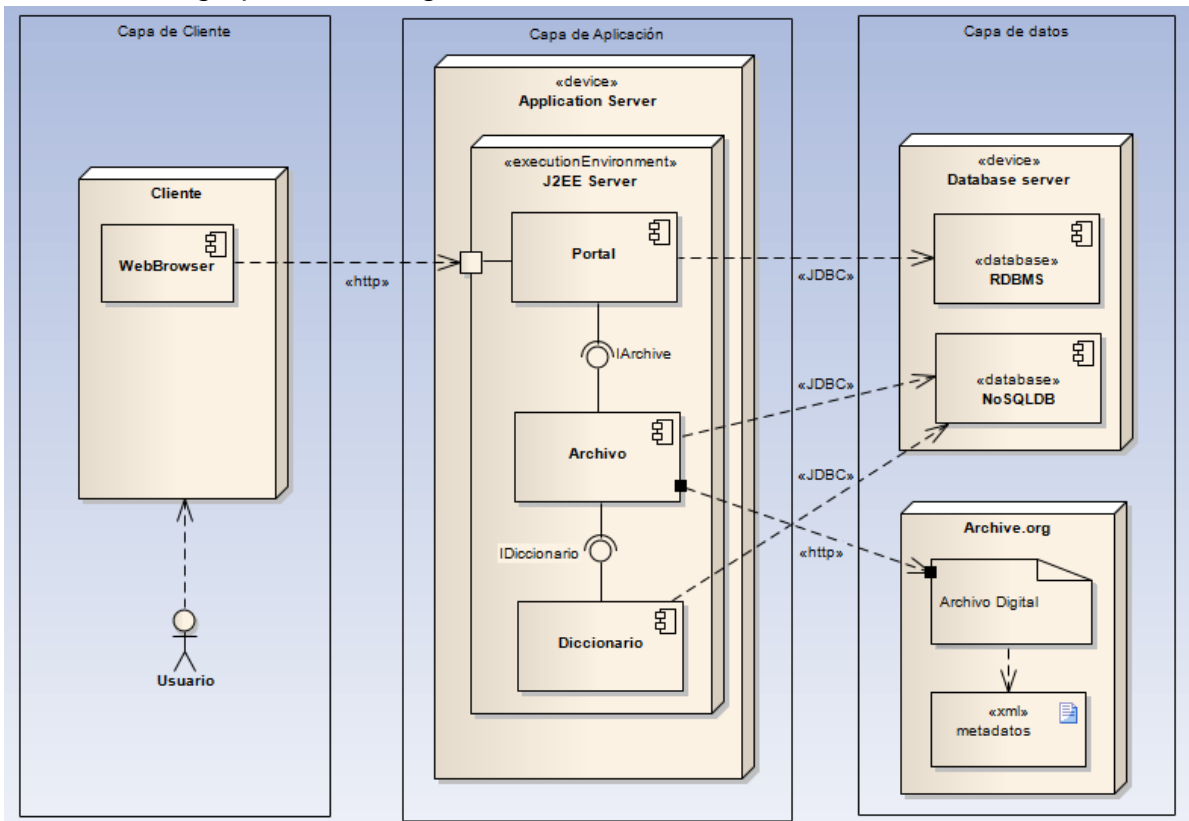 Capa de Cliente
Cliente
WebBrowser
Usuario
«http»
Capa de Aplicación
«device»
Application Server
«executionEnvironment»
J2EE Server
Portal
IArchive
Archivo
IDiccionario
Diccionario
«JDBC»
«JDBC»
«JDBC»
«http»
Capa de datos
«device»
Database server
«database»
RDBMS
«database»
NoSQLDB
Archive.org
Archivo Digital
«xml»
metadatos